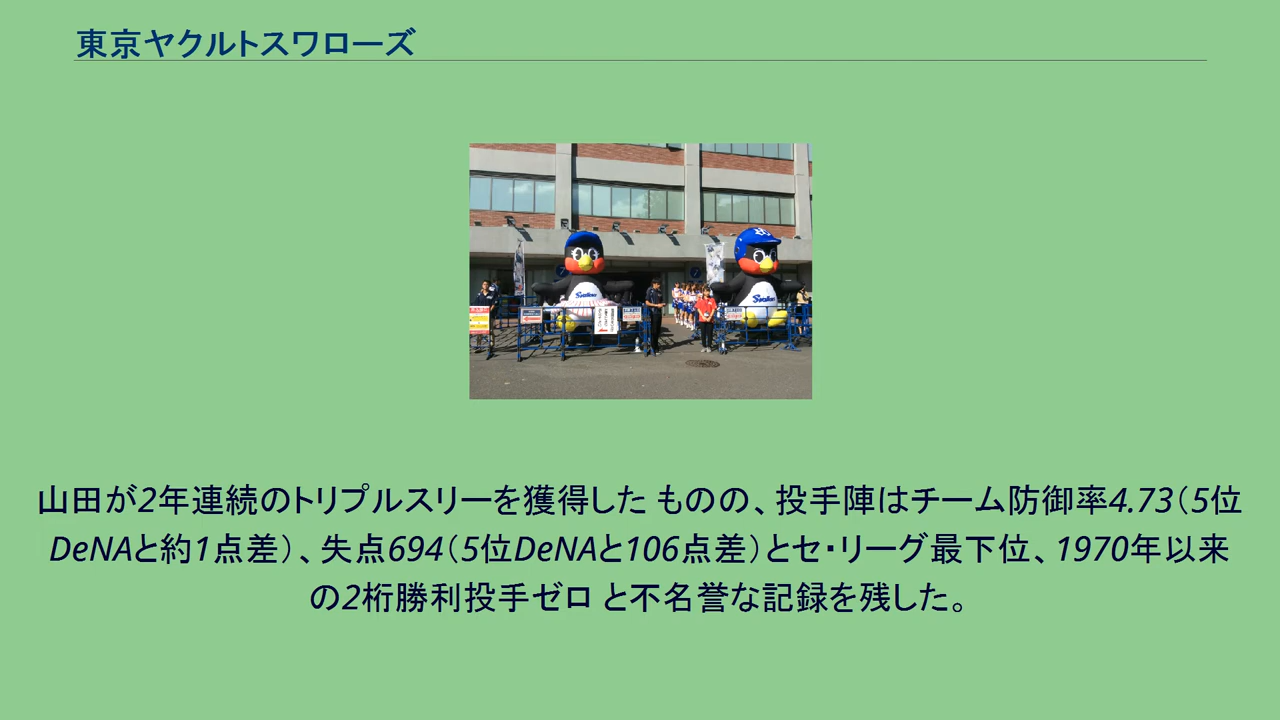 東京ヤクルトスワローズ
Swallows
Swallows
山田が2年連続のトリプルスリーを獲得した ものの、投手陣はチーム防御率4.73（5位
DeNAと約1点差）、失点694（5位DeNAと106点差）とセ・リーグ最下位、1970年以来
の2桁勝利投手ゼロ と不名誉な記録を残した。